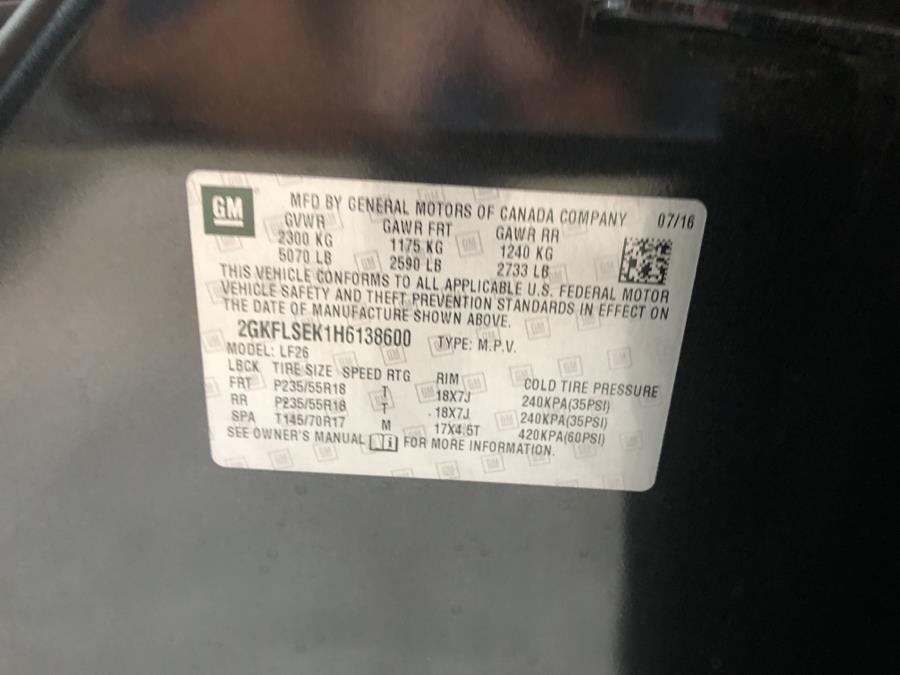 GM MFD BY GENERAL MOTORS OF CANADA COMPANY 07/16
GVWR GAWR FRT GAWR RR
2300 KG 1175 KG 1240 KG
5070 LB 2590 LB 2733 LB
THIS VEHICLE CONFORMS TO ALL APPLICABLE U.S. FEDERAL MOTOR
VEHICLE SAFETY AND THEFT PREVENTION STANDARDS IN EFFECT ON
THE DATE OF MANUFACTURE SHOWN ABOVE.
2GKFLSEK1H6138600 TYPE: M.P.V.
MODEL: LF26
LBCK TIRE SIZE SPEED RTG RIM COLD TIRE PRESSURE
FRT P235/55R18 T 18X7J 240KPA(35PSI)
RR P235/55R18 T 18X7J 240KPA(35PSI)
SPA T145/70R17 M 17X4.5T 420KPA(60PSI)
SEE OWNER'S MANUAL i FOR MORE INFORMATION.